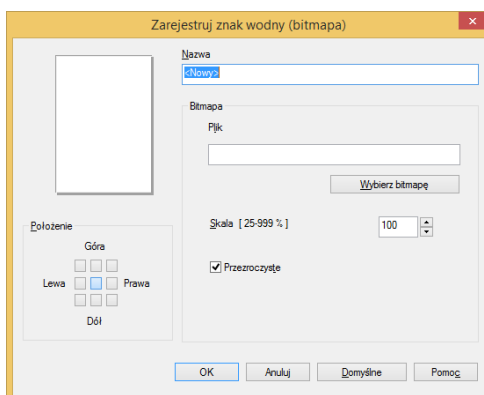 Zarejestruj znak wodny (bitmapa)
Nazwa
<Nowy>
Bitmapa
Plik
Wybierz bitmapę
Skala [ 25-999 % ]
100
Przezroczyste
Położenie
Góra
Lewa
Prawa
Dół
OK
Anuluj
Domyślne
Pomoc